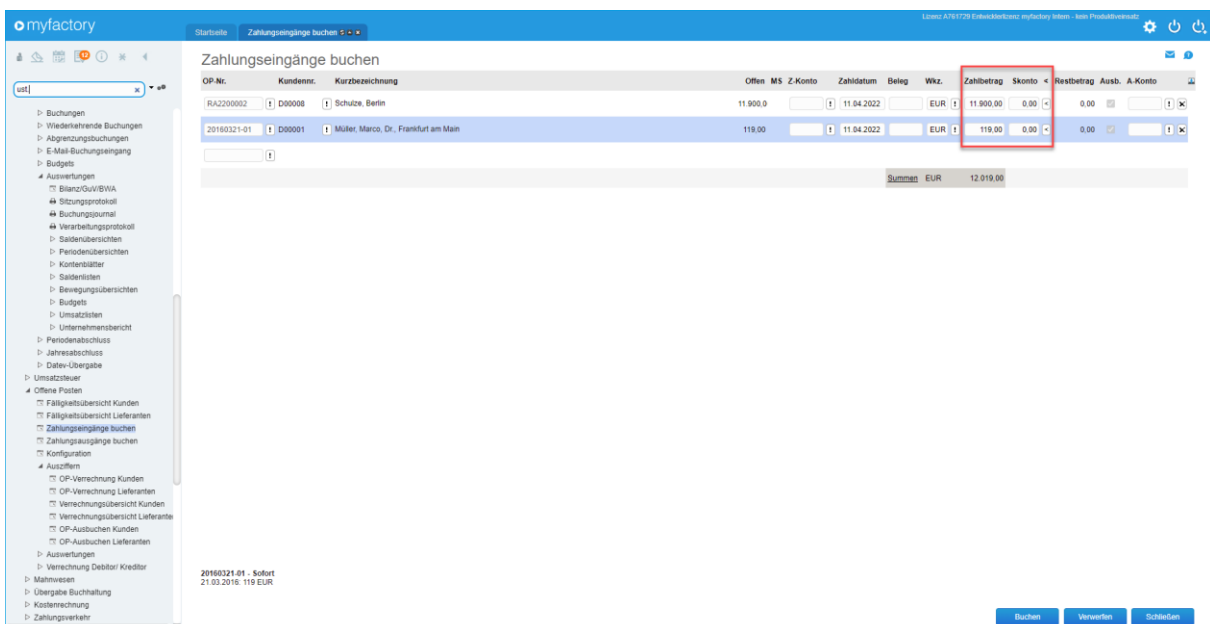 Lizenz A761729 Entwicklerlizenz myfactory Intern - kein Produktiveinsatz
myfactory
Startseite Zahlungseingänge buchen
Zahlungseingänge buchen
ust.
OP-Nr. Kundennr. Kurzbezeichnung Offen MS Z-Konto Zahldatum Beleg Wkz. Zahlbetrag Skonto < Restbetrag Ausb. A-Konto
RA2200002 ! D00008 ! Schulze, Berlin 11.900,0 ! 11.04.2022 EUR ! 11.900,00 0,00 < 0,00 !
20160321-01 ! D00001 ! Müller, Marco, Dr., Frankfurt am Main 119,00 ! 11.04.2022 EUR ! 119,00 0,00 < 0,00 !
!
Summen EUR 12.019,00
Buchungen
Wiederkehrende Buchungen
Abgrenzungsbuchungen
E-Mail-Buchungseingang
Budgets
Auswertungen
Bilanz/GuV/BWA
Sitzungsprotokoll
Buchungsjournal
Verarbeitungsprotokoll
Saldenübersichten
Periodenübersichten
Kontenblätter
Saldenlisten
Bewegungsübersichten
Budgets
Umsatzlisten
Unternehmensbericht
Periodenabschluss
Jahresabschluss
Datev-Übergabe
Umsatzsteuer
Offene Posten
Fälligkeitsübersicht Kunden
Fälligkeitsübersicht Lieferanten
Zahlungseingänge buchen
Zahlungsausgänge buchen
Konfiguration
Ausziffern
OP-Verrechnung Kunden
OP-Verrechnung Lieferanten
Verrechnungsübersicht Kunden
Verrechnungsübersicht Lieferante
OP-Ausbuchen Kunden
OP-Ausbuchen Lieferanten
Auswertungen
Verrechnung Debitor/ Kreditor
Mahnwesen
Übergabe Buchhaltung
Kostenrechnung
Zahlungsverkehr
20160321-01 - Sofort
21.03.2016: 119 EUR
Buchen Verwerfen Schließen